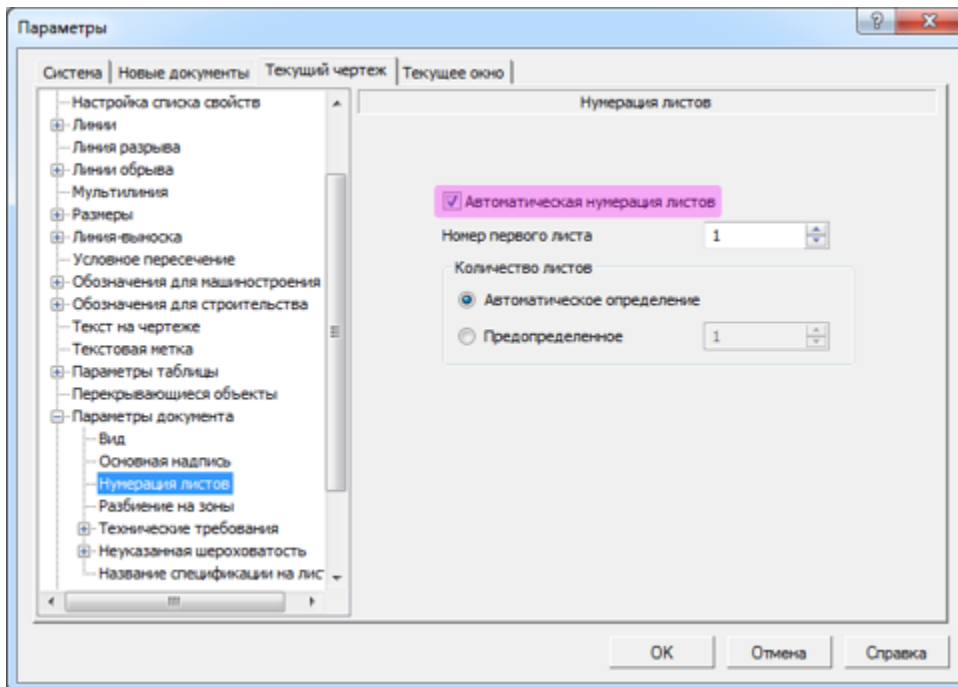 Параметры
Система
Новые документы
Текущий чертеж
Текущее окно
Настройка списка свойств
Линии
Линия разрыва
Линии обрыва
Мультилиния
Размеры
Линия-выноска
Условное пересечение
Обозначения для машиностроения
Обозначения для строительства
Текст на чертеже
Текстовая метка
Параметры таблицы
Перекрывающиеся объекты
Параметры документа
Вид
Основная надпись
Нумерация листов
Разбиение на зоны
Технические требования
Неуказанная шероховатость
Название спецификации на лис
Нумерация листов
Автоматическая нумерация листов
Номер первого листа 1
Количество листов
Автоматическое определение
Предопределенное 1
ОК
Отмена
Справка